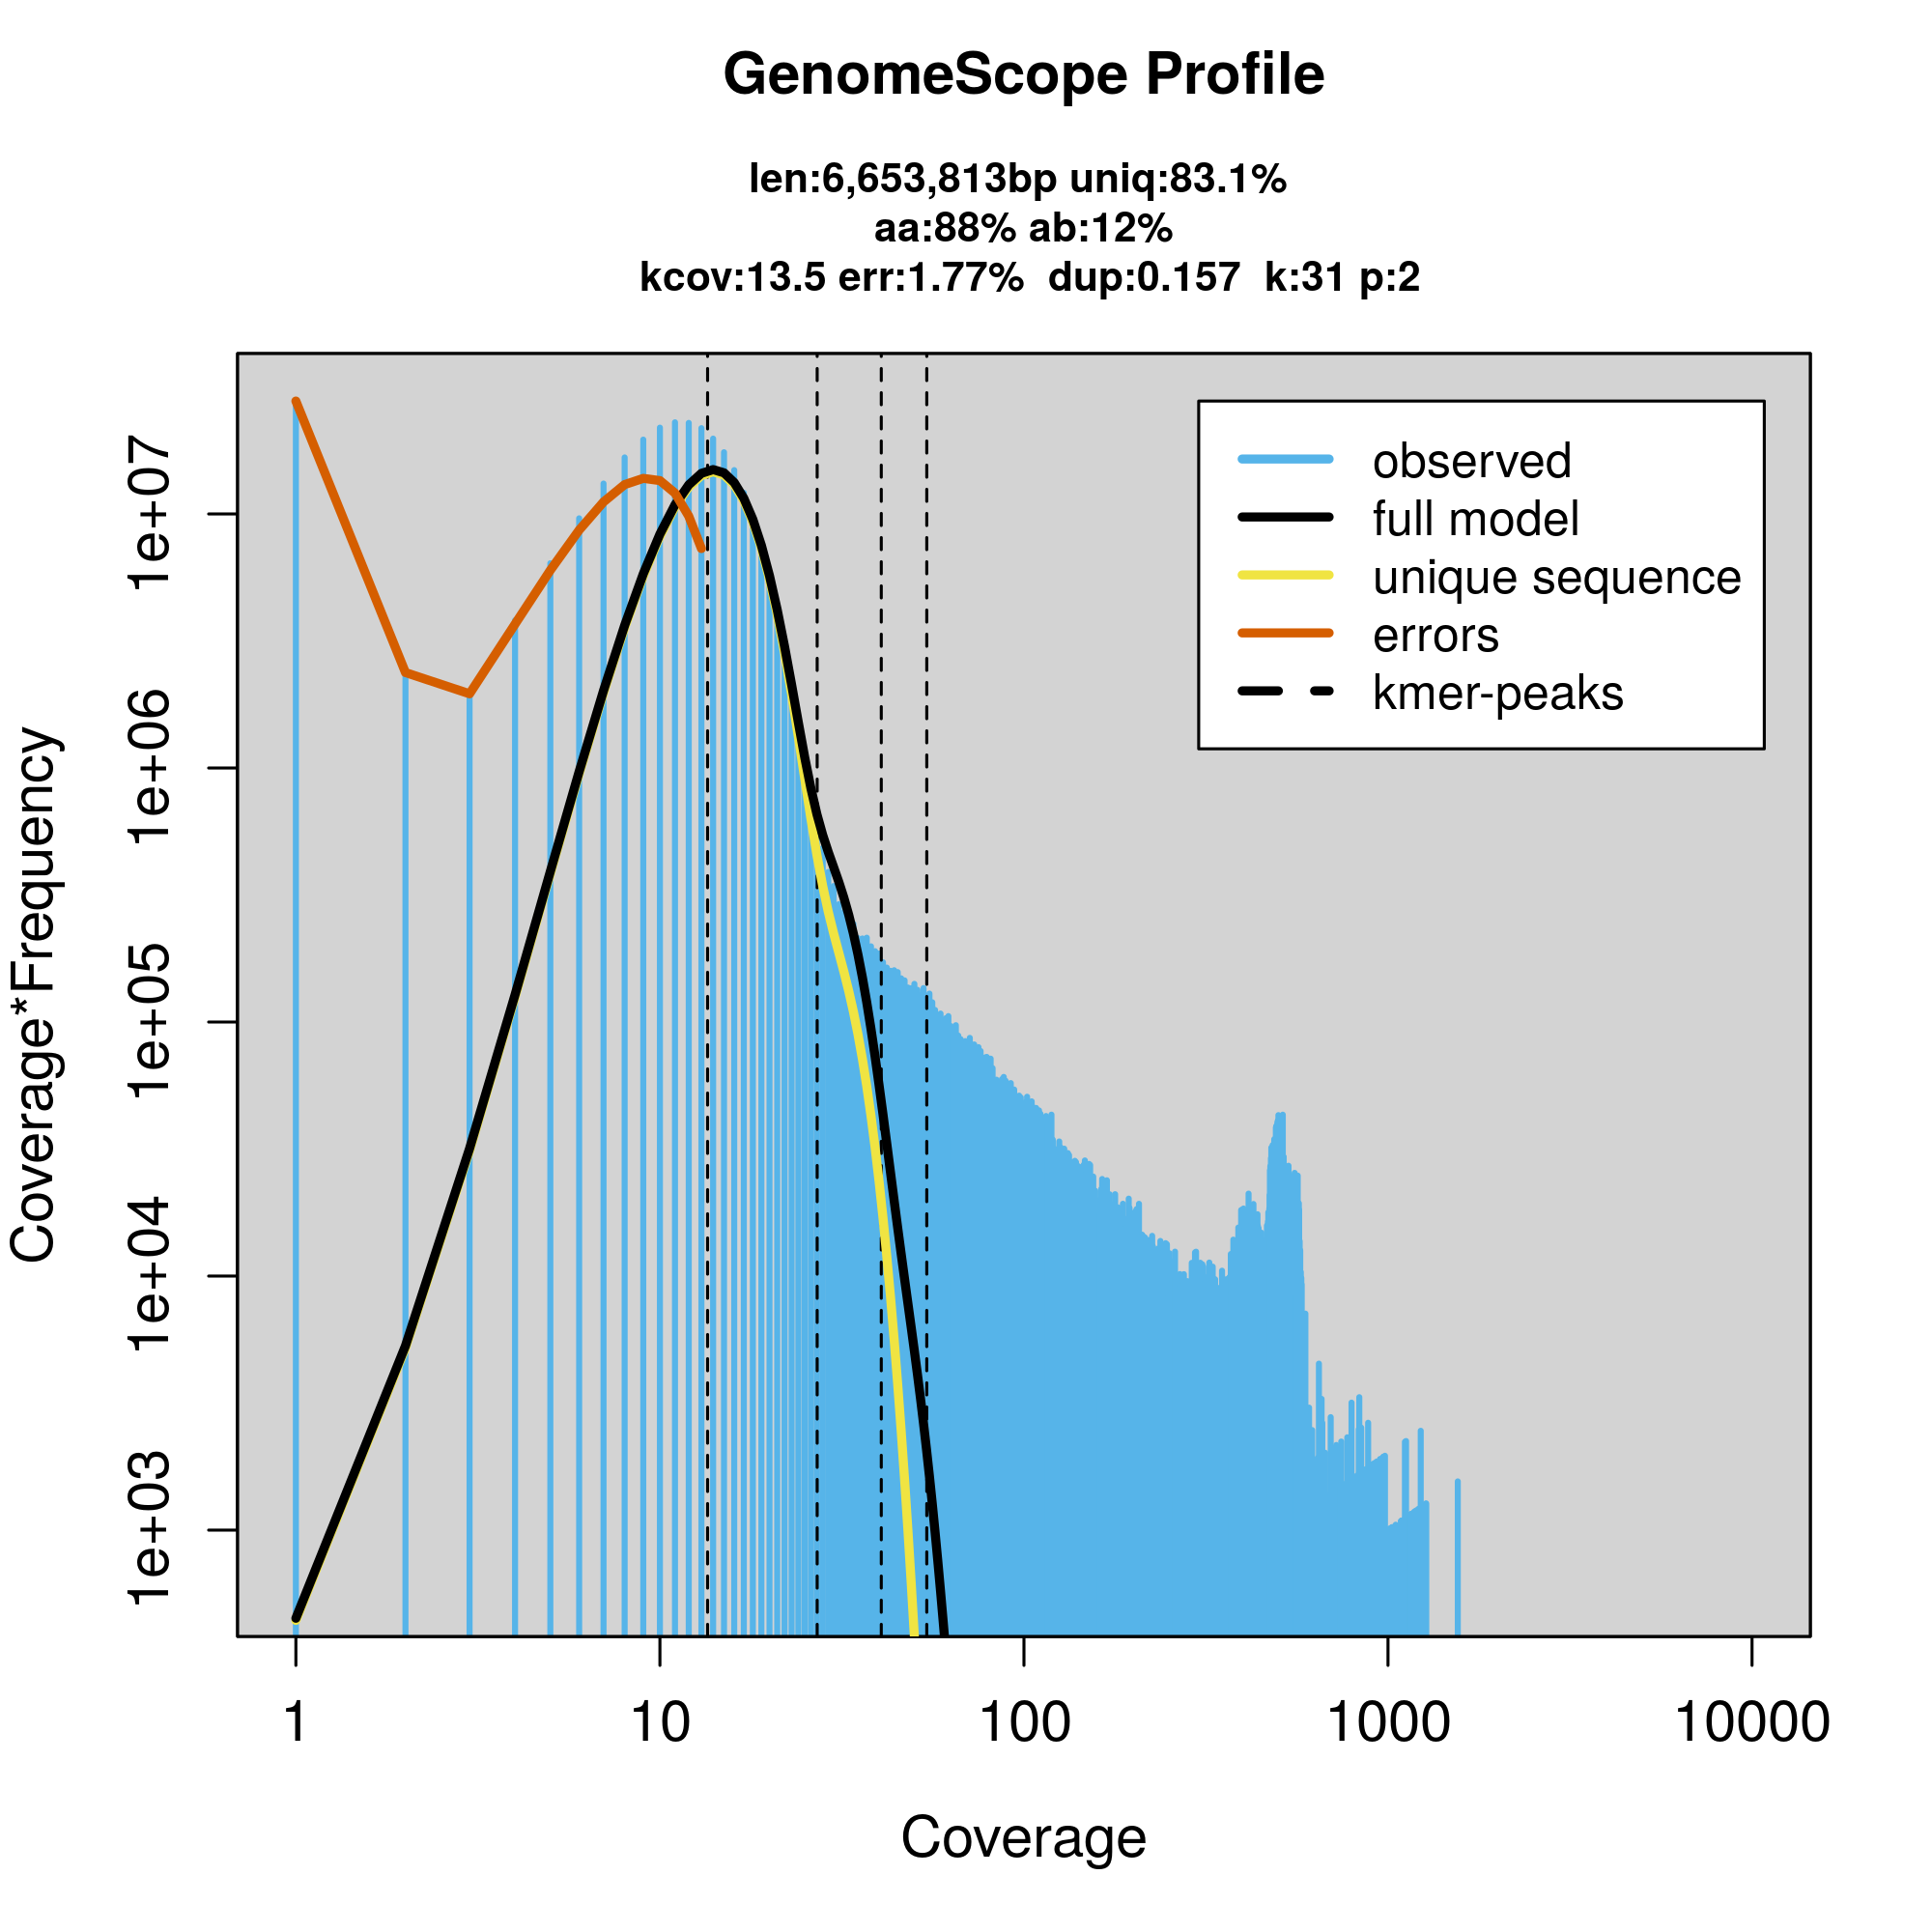 GenomeScope Profile
len:6,653,813bp uniq:83.1%
aa:88% ab:12%
kcov:13.5 err:1.77% dup:0.157 k:31 p:2
observed
full model
unique sequence
errors
kmer-peaks
Coverage*Frequency
1e+07
1e+06
1e+05
1e+04
1e+03
1
10
100
1000
10000
Coverage